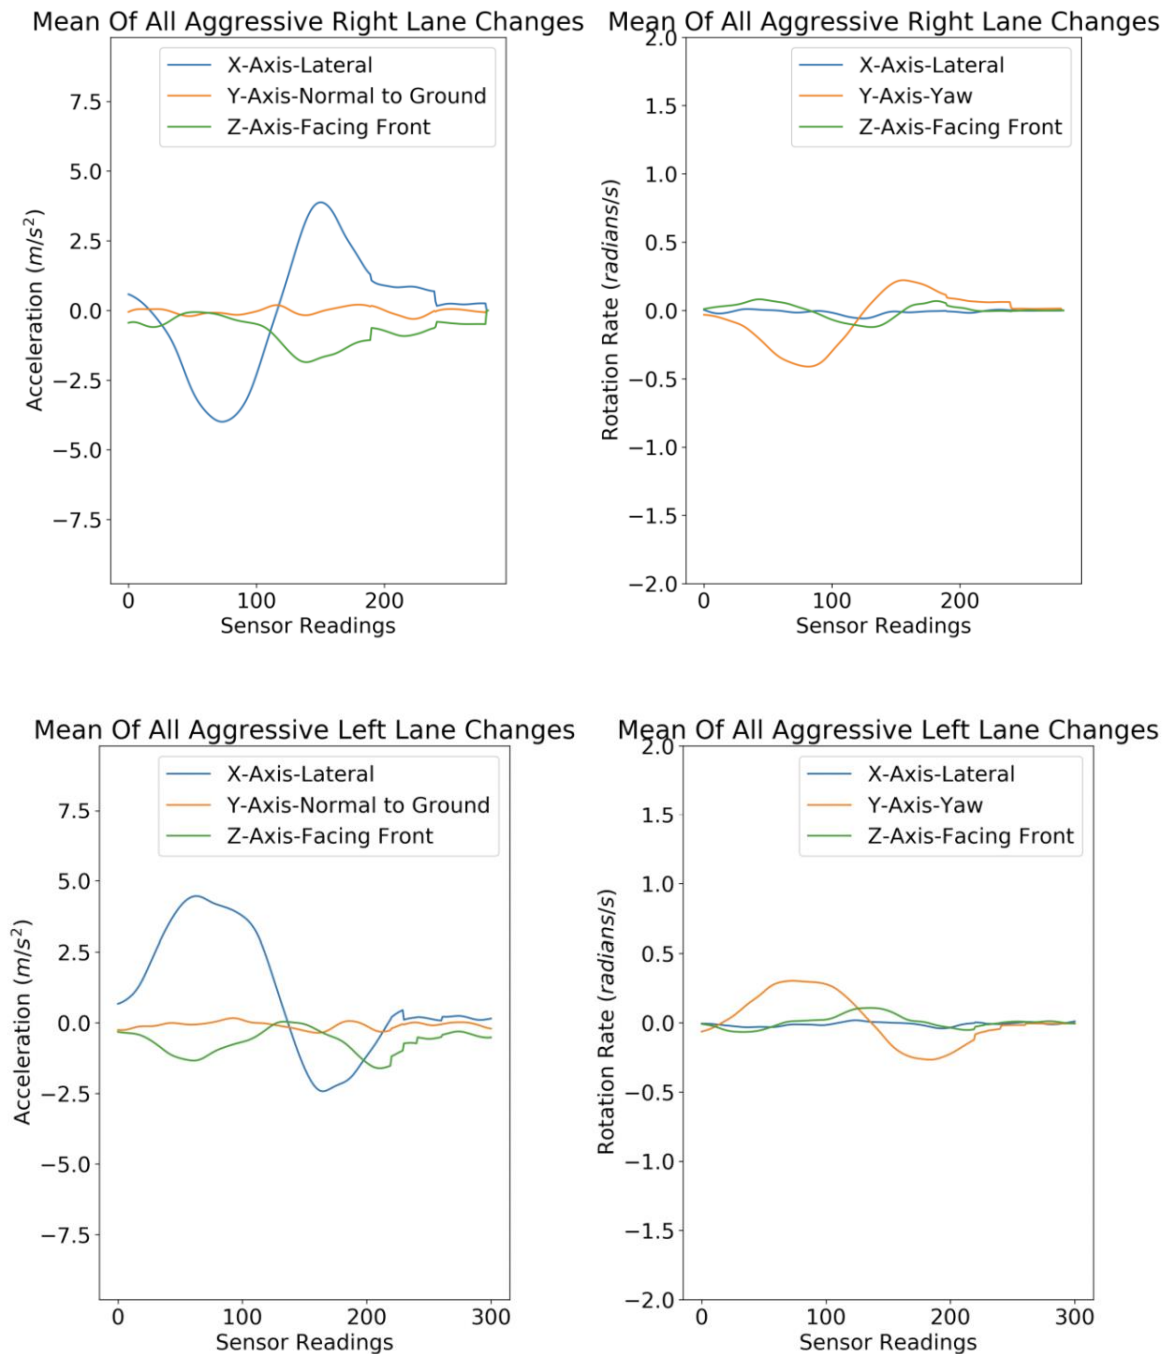 Mean Of All Aggressive Right Lane Changes
X-Axis-Lateral
Y-Axis-Normal to Ground
Z-Axis-Facing Front
7.5
5.0
2.5
0.0
−2.5
−5.0
−7.5
Acceleration (m/s²)
0 100 200
Sensor Readings
Mean Of All Aggressive Right Lane Changes
X-Axis-Lateral
Y-Axis-Yaw
Z-Axis-Facing Front
2.0
1.5
1.0
0.5
0.0
−0.5
−1.0
−1.5
−2.0
Rotation Rate (radians/s)
0 100 200
Sensor Readings
Mean Of All Aggressive Left Lane Changes
X-Axis-Lateral
Y-Axis-Normal to Ground
Z-Axis-Facing Front
7.5
5.0
2.5
0.0
−2.5
−5.0
−7.5
Acceleration (m/s²)
0 100 200 300
Sensor Readings
Mean Of All Aggressive Left Lane Changes
X-Axis-Lateral
Y-Axis-Yaw
Z-Axis-Facing Front
2.0
1.5
1.0
0.5
0.0
−0.5
−1.0
−1.5
−2.0
Rotation Rate (radians/s)
0 100 200 300
Sensor Readings